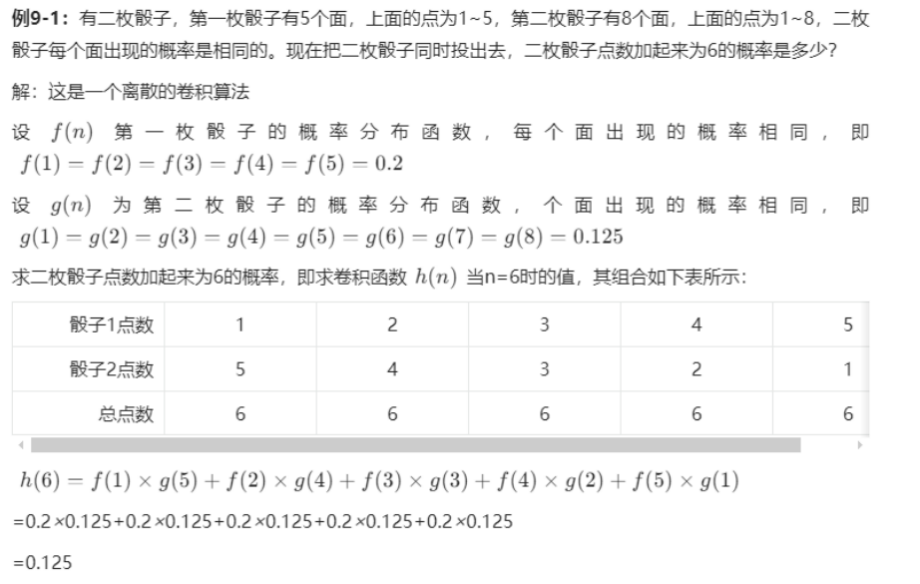 例9-1：有二枚骰子，第一枚骰子有5个面，上面的点为1~5，第二枚骰子有8个面，上面的点为1~8，二枚
骰子每个面出现的概率是相同的。现在把二枚骰子同时投出去，二枚骰子点数加起来为6的概率是多少？
解：这是一个离散的卷积算法
设 f(n) 第一枚骰子的概率分布函数，每个面出现的概率相同，即
f(1) = f(2) = f(3) = f(4) = f(5) = 0.2
设 g(n) 为第二枚骰子的概率分布函数，个面出现的概率相同，即
g(1) = g(2) = g(3) = g(4) = g(5) = g(6) = g(7) = g(8) = 0.125
求二枚骰子点数加起来为6的概率，即求卷积函数 h(n) 当n=6时的值，其组合如下表所示：
骰子1点数 1 2 3 4 5
骰子2点数 5 4 3 2 1
总点数 6 6 6 6 6
h(6) = f(1) × g(5) + f(2) × g(4) + f(3) × g(3) + f(4) × g(2) + f(5) × g(1)
=0.2×0.125+0.2×0.125+0.2×0.125+0.2×0.125+0.2×0.125
=0.125